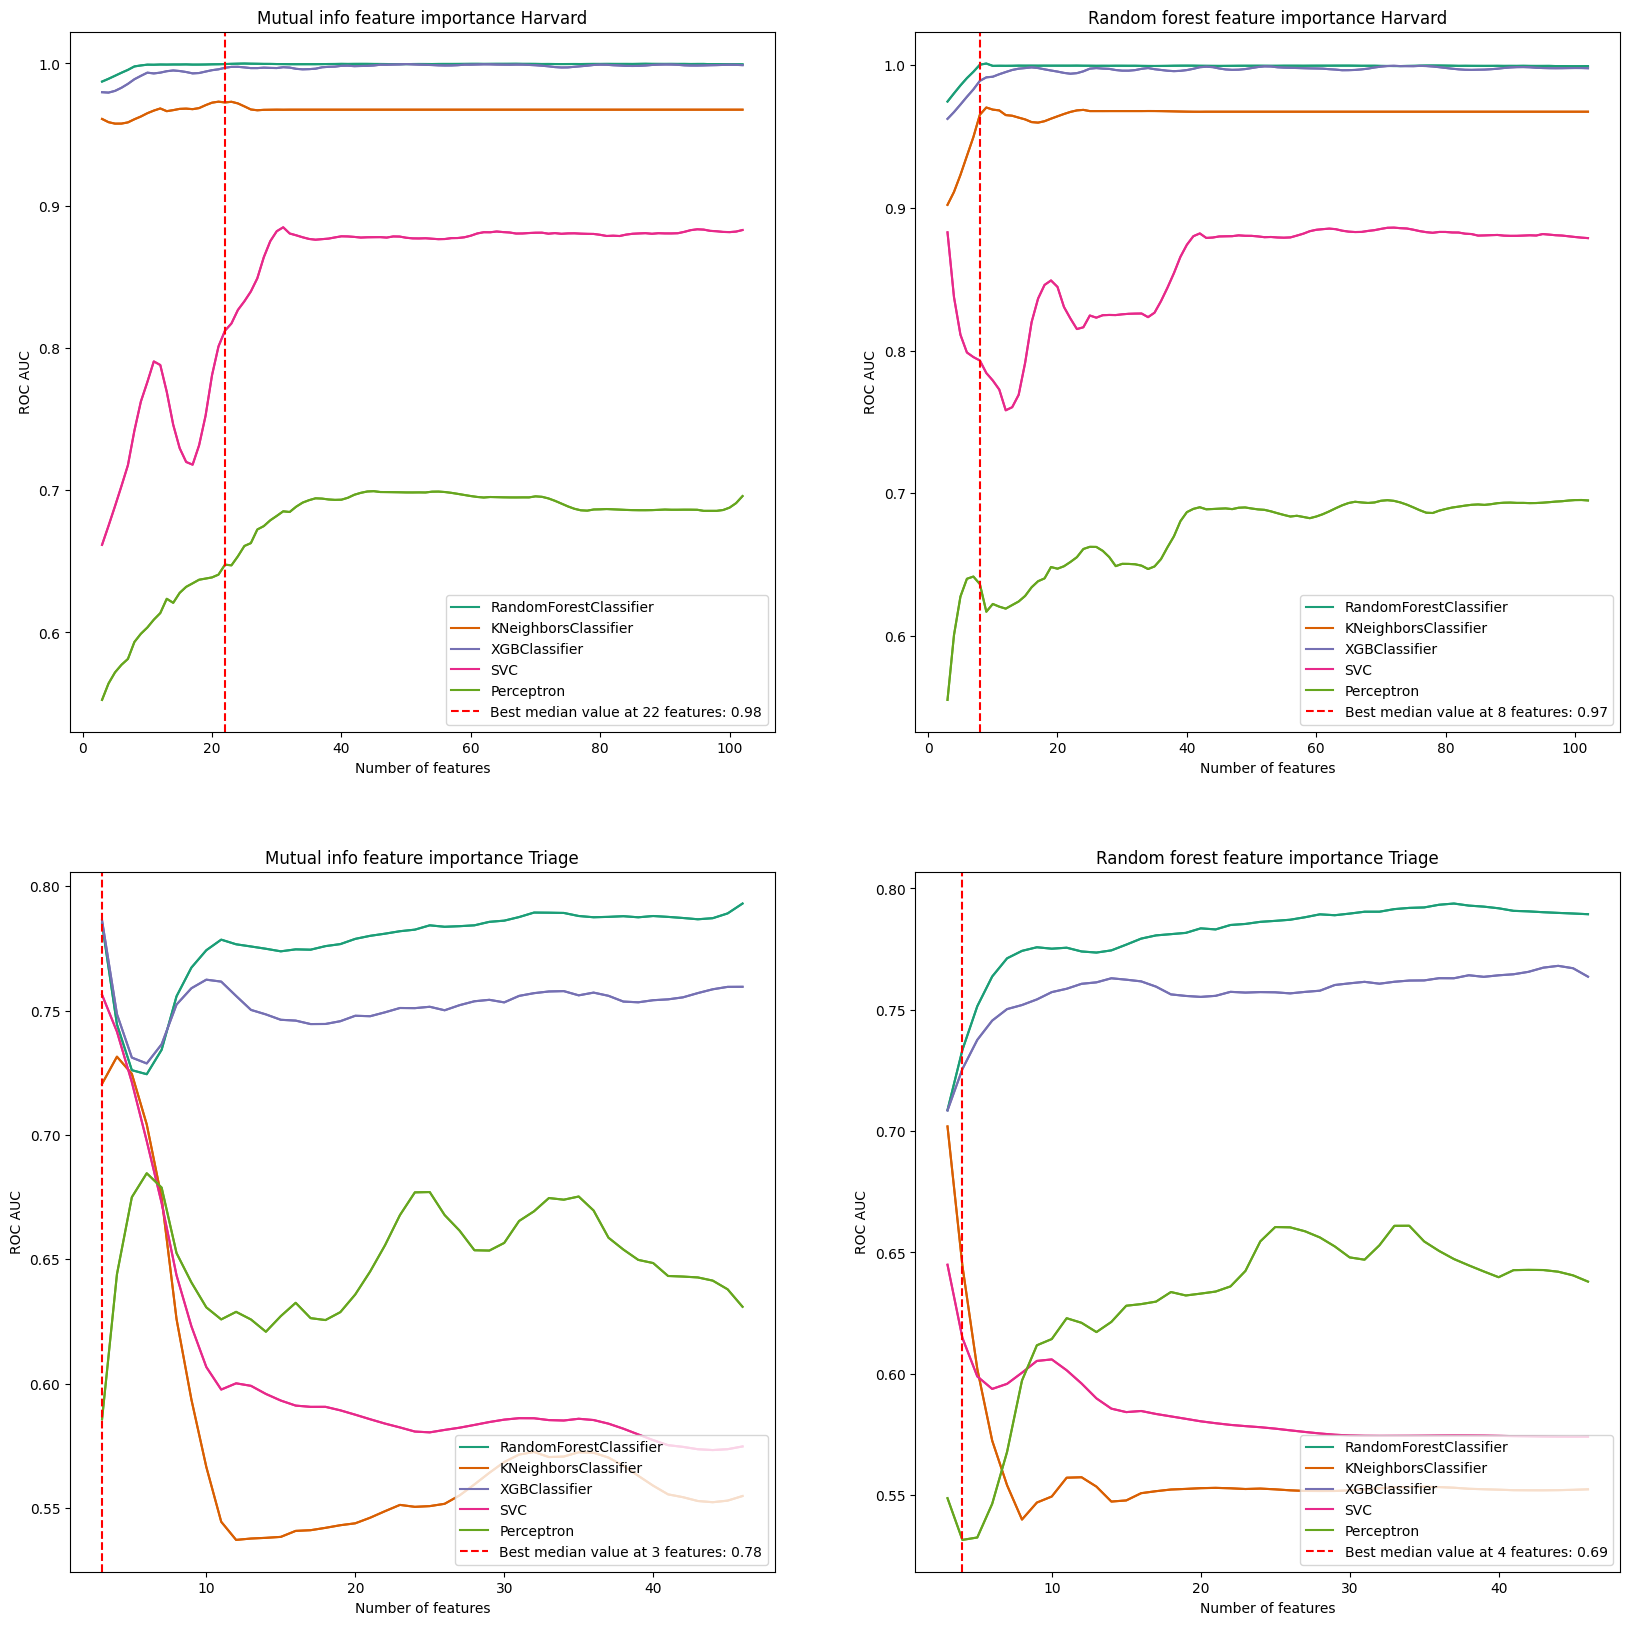 Mutual info feature importance Harvard
1.0
0.9
0.8
0.7
0.6
ROC AUC
RandomForestClassifier
KNeighborsClassifier
XGBClassifier
SVC
Perceptron
Best median value at 22 features: 0.98
0 20 40 60 80 100
Number of features
Random forest feature importance Harvard
1.0
0.9
0.8
0.7
0.6
ROC AUC
RandomForestClassifier
KNeighborsClassifier
XGBClassifier
SVC
Perceptron
Best median value at 8 features: 0.97
0 20 40 60 80 100
Number of features
Mutual info feature importance Triage
0.80
0.75
0.70
0.65
0.60
0.55
ROC AUC
RandomForestClassifier
KNeighborsClassifier
XGBClassifier
SVC
Perceptron
Best median value at 3 features: 0.78
10 20 30 40
Number of features
Random forest feature importance Triage
0.80
0.75
0.70
0.65
0.60
0.55
ROC AUC
RandomForestClassifier
KNeighborsClassifier
XGBClassifier
SVC
Perceptron
Best median value at 4 features: 0.69
10 20 30 40
Number of features